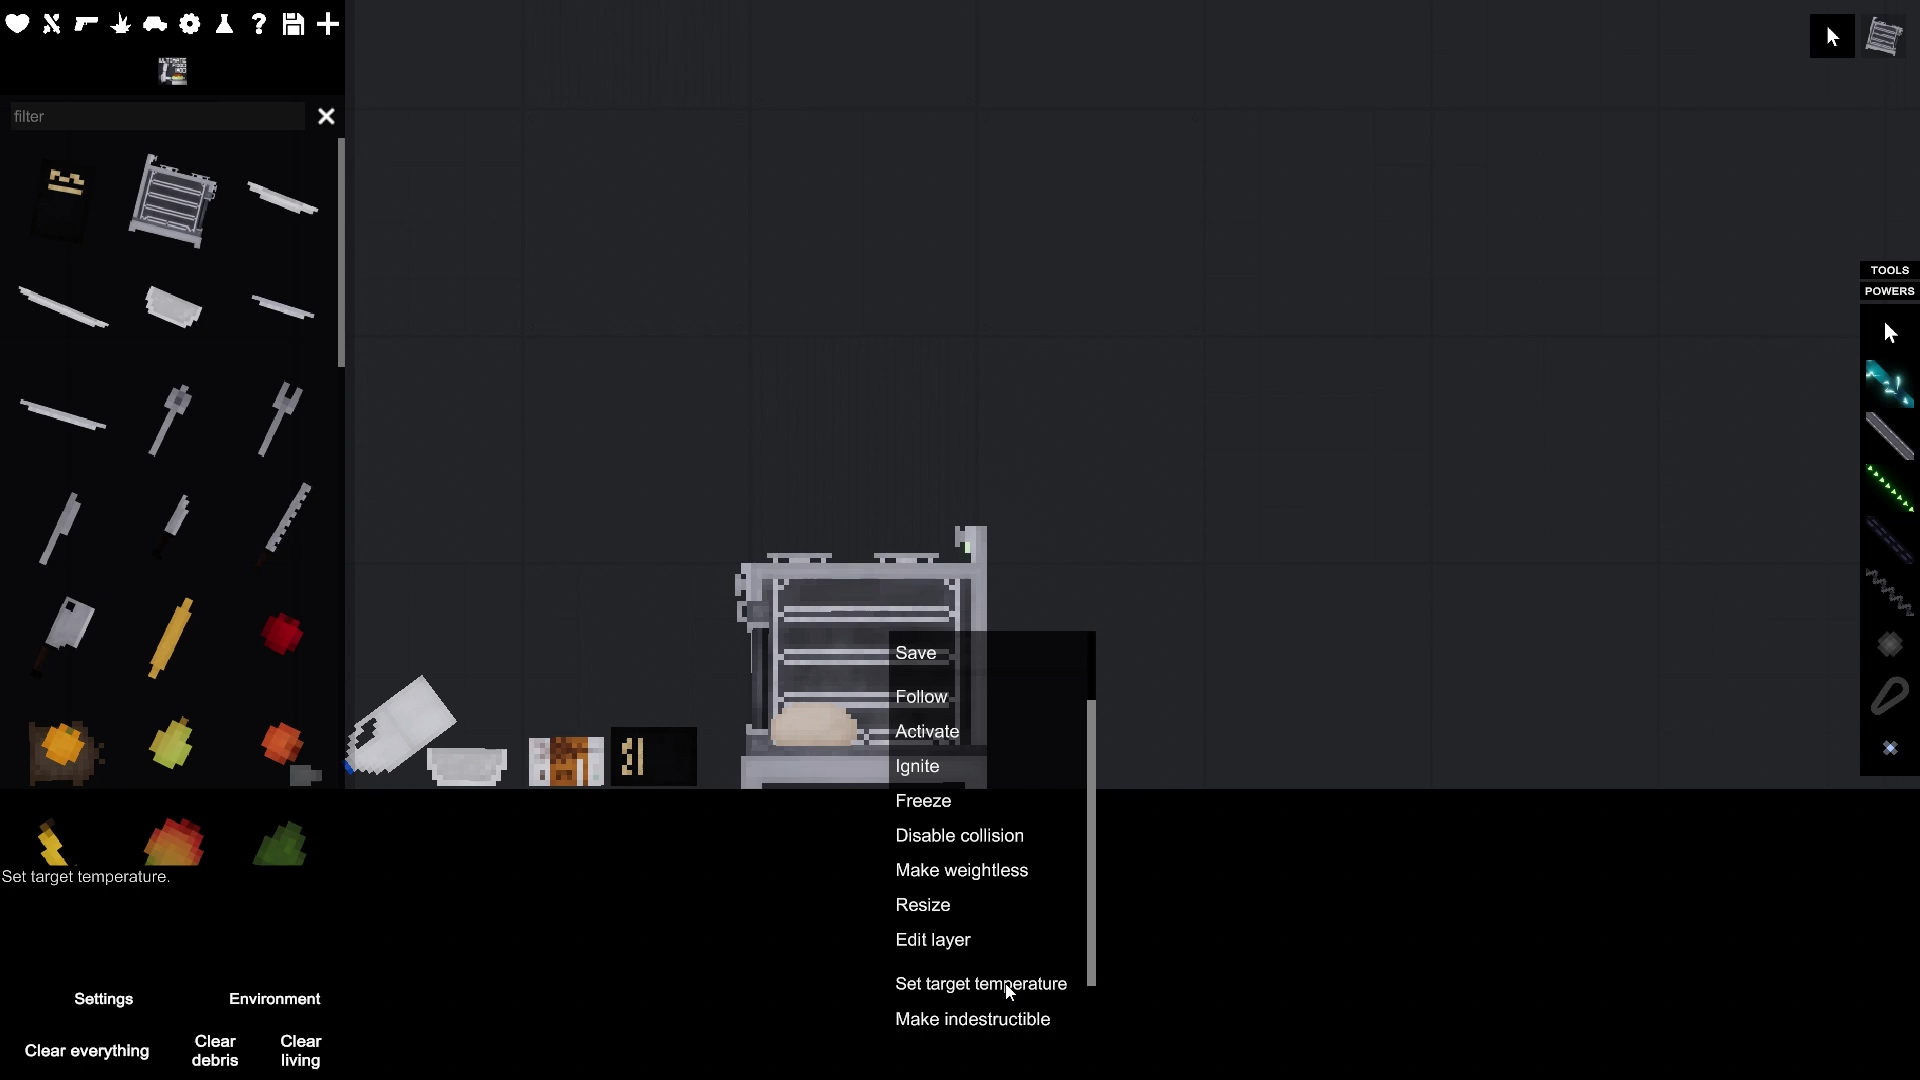 filter
TOOLS
POWERS
Save
Follow
Activate
Ignite
Freeze
Disable collision
Make weightless
Resize
Edit layer
Set target temperature
Make indestructible
Set target temperature.
Settings
Environment
Clear everything
Clear
debris
Clear
living